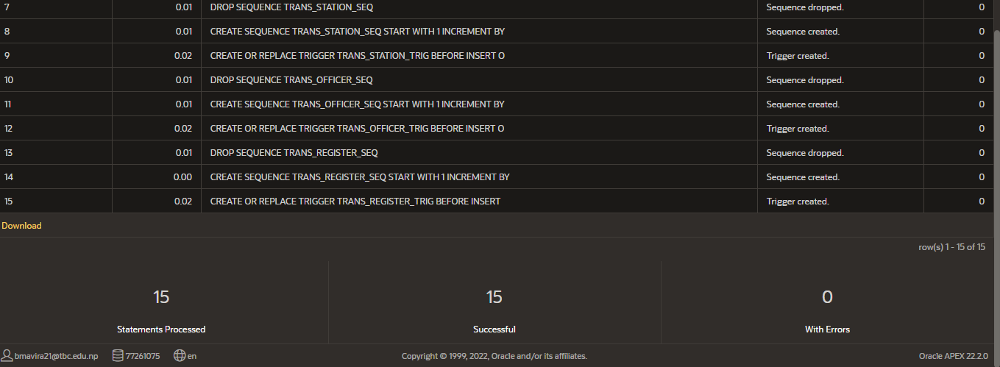 7 0.01 DROP SEQUENCE TRANS_STATION_SEQ Sequence dropped. 0
8 0.01 CREATE SEQUENCE TRANS_STATION_SEQ START WITH 1 INCREMENT BY Sequence created. 0
9 0.02 CREATE OR REPLACE TRIGGER TRANS_STATION_TRIG BEFORE INSERT O Trigger created. 0
10 0.01 DROP SEQUENCE TRANS_OFFICER_SEQ Sequence dropped. 0
11 0.01 CREATE SEQUENCE TRANS_OFFICER_SEQ START WITH 1 INCREMENT BY Sequence created. 0
12 0.02 CREATE OR REPLACE TRIGGER TRANS_OFFICER_TRIG BEFORE INSERT O Trigger created. 0
13 0.01 DROP SEQUENCE TRANS_REGISTER_SEQ Sequence dropped. 0
14 0.00 CREATE SEQUENCE TRANS_REGISTER_SEQ START WITH 1 INCREMENT BY Sequence created. 0
15 0.02 CREATE OR REPLACE TRIGGER TRANS_REGISTER_TRIG BEFORE INSERT Trigger created. 0
Download
row(s) 1 - 15 of 15
15 15 0
Statements Processed Successful With Errors
bmavira21@tbc.edu.np 77261075 en Copyright © 1999, 2022, Oracle and/or its affiliates. Oracle APEX 22.2.0